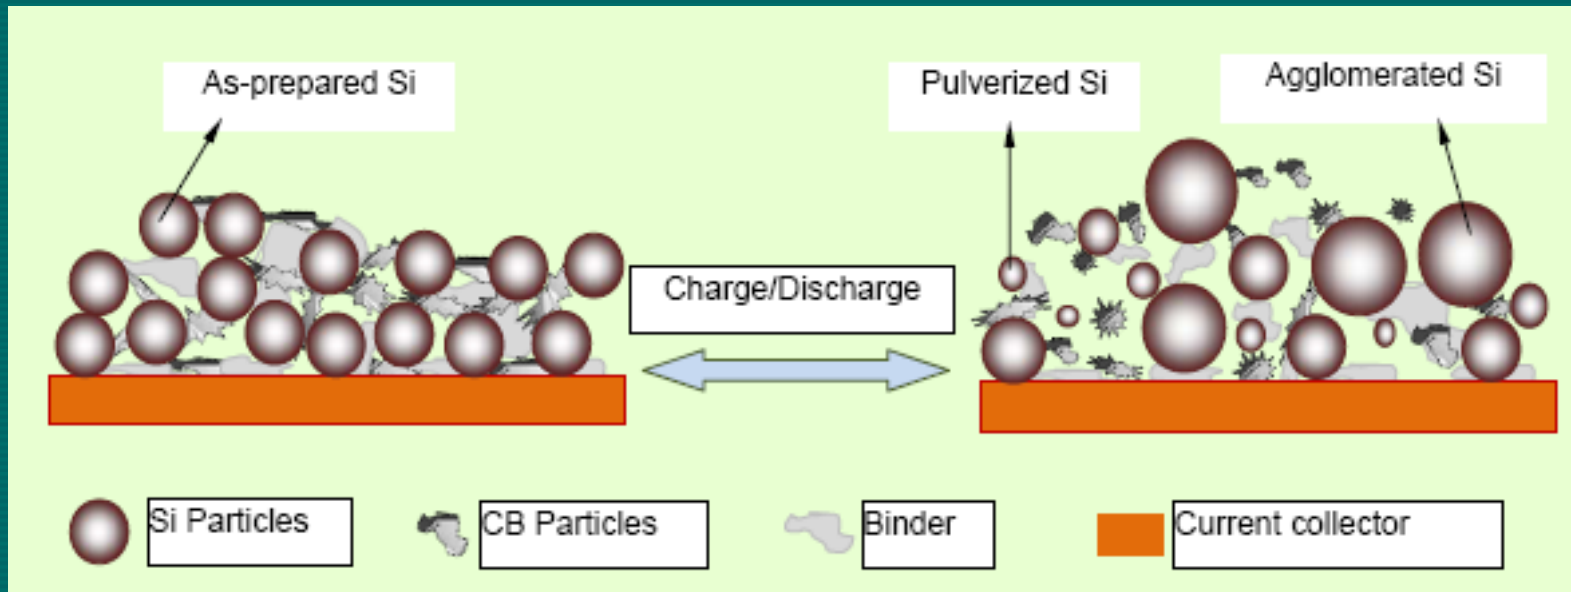 As-prepared Si
Pulverized Si
Agglomerated Si
Charge/Discharge
Si Particles
CB Particles
Binder
Current collector